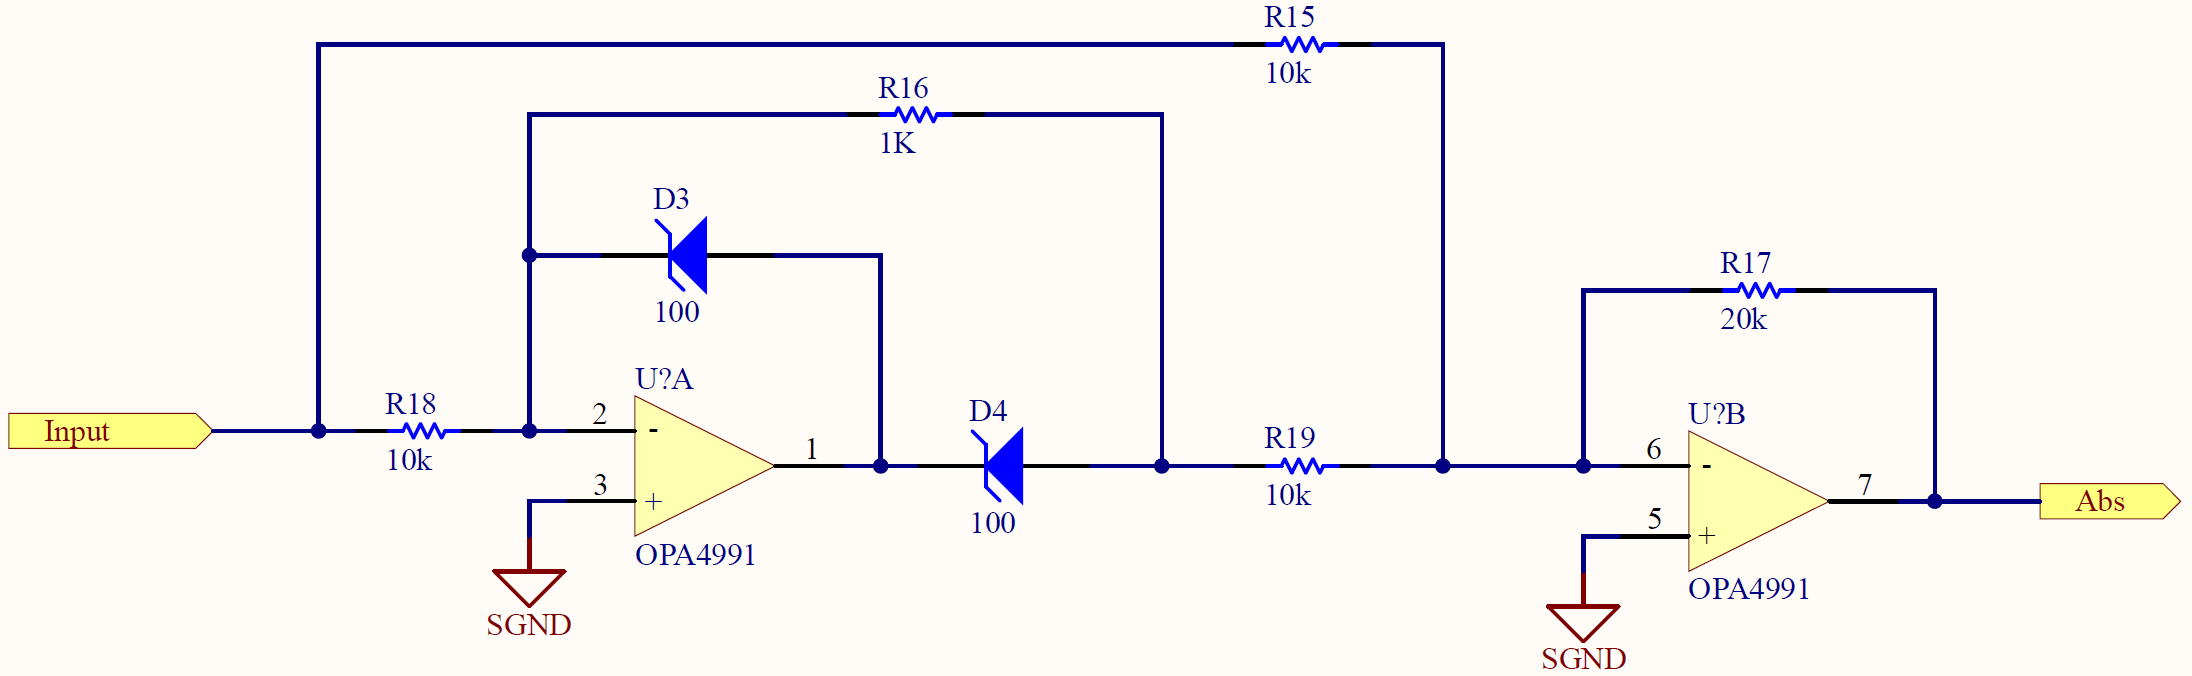 R15
10k
R16
1K
D3
100
R17
20k
U?A
R18
10k
Input
2
-
3
+
1
OPA4991
SGND
D4
100
R19
10k
U?B
6
-
5
+
7
OPA4991
SGND
Abs